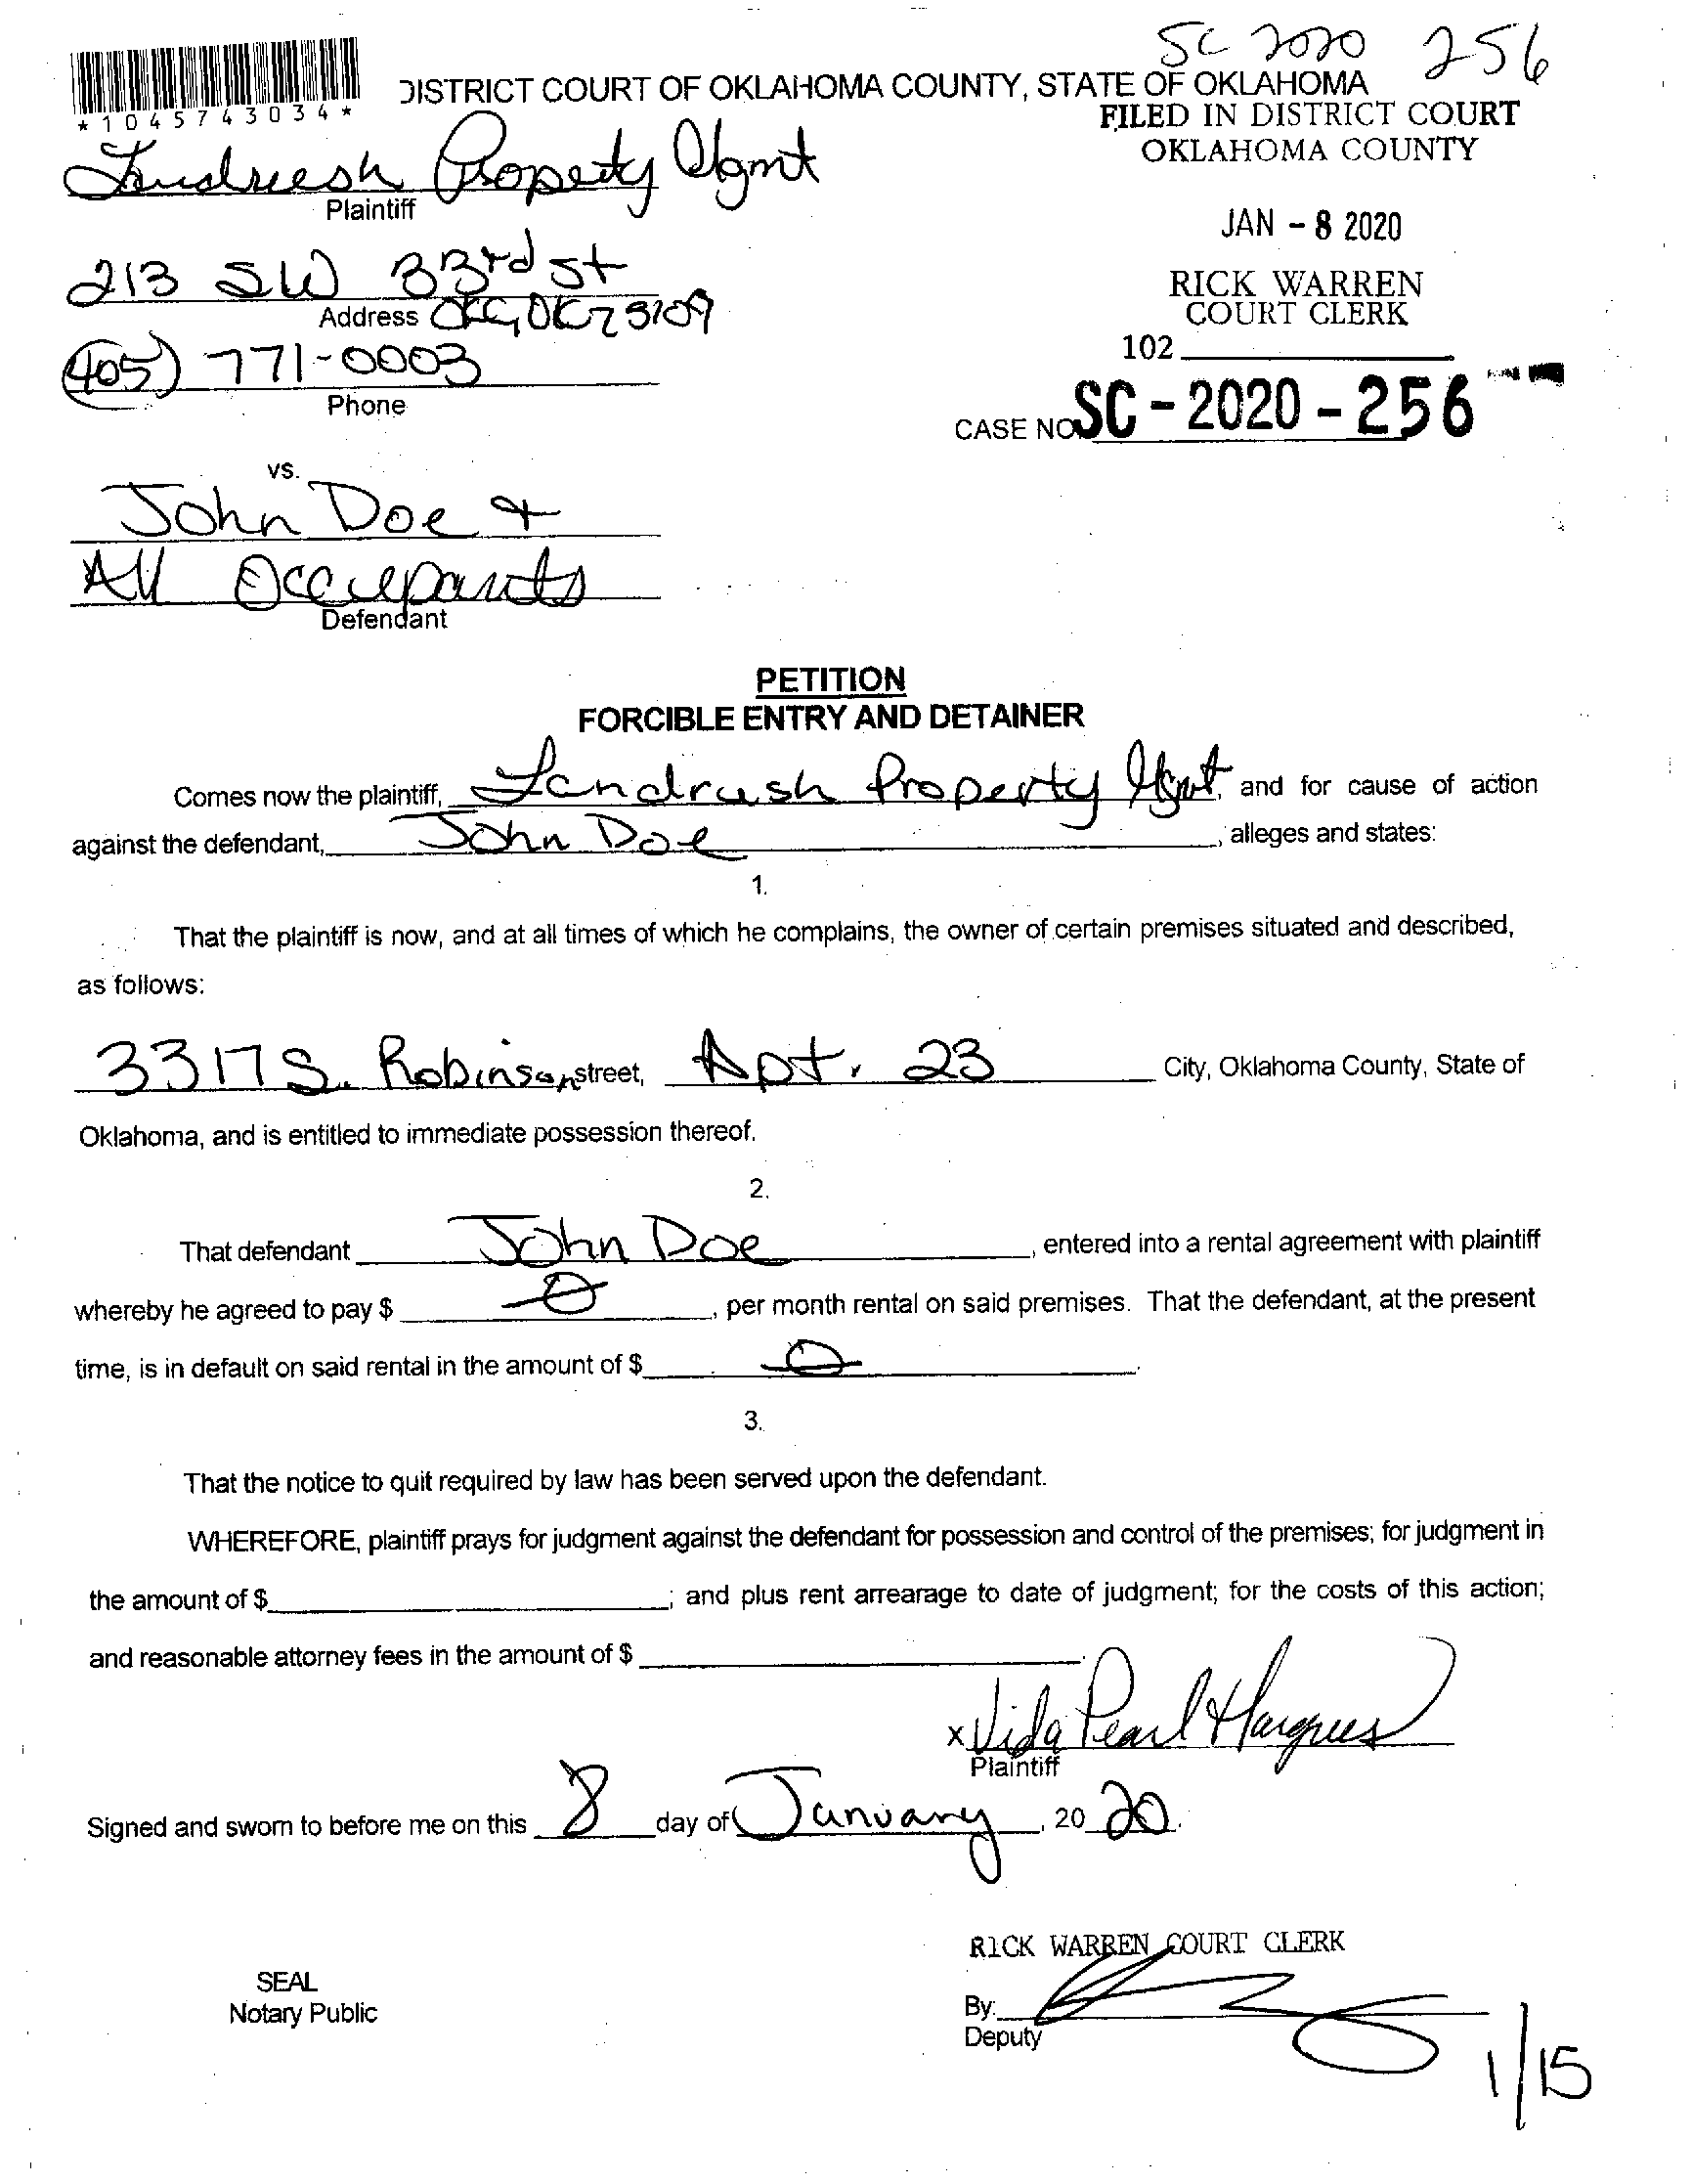 SC 2020 256
*1045743034*
DISTRICT COURT OF OKLAHOMA COUNTY, STATE OF OKLAHOMA
FILED IN DISTRICT COURT
OKLAHOMA COUNTY
Landrush Property Mgmt
Plaintiff
JAN - 8 2020
213 SW 33rd St
Address OKC, OK 73109
RICK WARREN
COURT CLERK
102
(405) 771-0003
Phone
CASE NO. SC - 2020 - 256
vs.
John Doe &
All Occupants
Defendant
PETITION
FORCIBLE ENTRY AND DETAINER
Comes now the plaintiff, Landrush Property Mgmt, and for cause of action
against the defendant, John Doe, alleges and states:
1.
That the plaintiff is now, and at all times of which he complains, the owner of certain premises situated and described,
as follows:
3317 S. Robinson street, Apt. 23 City, Oklahoma County, State of
Oklahoma, and is entitled to immediate possession thereof.
2.
That defendant John Doe, entered into a rental agreement with plaintiff
whereby he agreed to pay $ 0, per month rental on said premises. That the defendant, at the present
time, is in default on said rental in the amount of $ 0.
3.
That the notice to quit required by law has been served upon the defendant.
WHEREFORE, plaintiff prays for judgment against the defendant for possession and control of the premises; for judgment in
the amount of $ ; and plus rent arrearage to date of judgment; for the costs of this action;
and reasonable attorney fees in the amount of $ .
x Vida Pearl Hargues
Plaintiff
Signed and sworn to before me on this 8 day of January, 20 20.
RICK WARREN COURT CLERK
SEAL
Notary Public
By:
Deputy
1/15